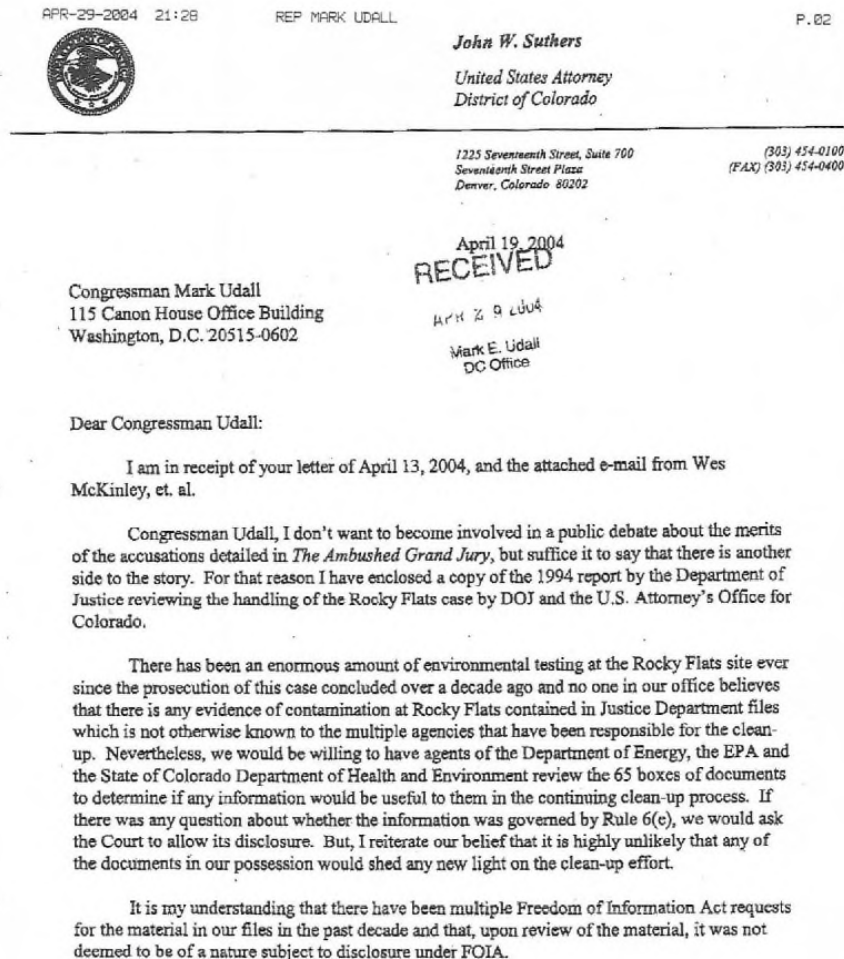 APR-29-2004 21:28 REP MARK UDALL P.02
John W. Suthers
United States Attorney
District of Colorado
1225 Seventeenth Street, Suite 700 (303) 454-0100
Seventeenth Street Plaza (FAX) (303) 454-0400
Denver, Colorado 80202
April 19, 2004
RECEIVED
Congressman Mark Udall
115 Canon House Office Building
Washington, D.C. 20515-0602
2 9 2004
Mark E. Udall
DC Office
Dear Congressman Udall:
I am in receipt of your letter of April 13, 2004, and the attached e-mail from Wes
McKinley, et. al.
Congressman Udall, I don't want to become involved in a public debate about the merits
of the accusations detailed in The Ambushed Grand Jury, but suffice it to say that there is another
side to the story. For that reason I have enclosed a copy of the 1994 report by the Department of
Justice reviewing the handling of the Rocky Flats case by DOJ and the U.S. Attorney's Office for
Colorado.
There has been an enormous amount of environmental testing at the Rocky Flats site ever
since the prosecution of this case concluded over a decade ago and no one in our office believes
that there is any evidence of contamination at Rocky Flats contained in Justice Department files
which is not otherwise known to the multiple agencies that have been responsible for the clean-
up. Nevertheless, we would be willing to have agents of the Department of Energy, the EPA and
the State of Colorado Department of Health and Environment review the 65 boxes of documents
to determine if any information would be useful to them in the continuing clean-up process. If
there was any question about whether the information was governed by Rule 6(e), we would ask
the Court to allow its disclosure. But, I reiterate our belief that it is highly unlikely that any of
the documents in our possession would shed any new light on the clean-up effort.
It is my understanding that there have been multiple Freedom of Information Act requests
for the material in our files in the past decade and that, upon review of the material, it was not
deemed to be of a nature subject to disclosure under FOIA.